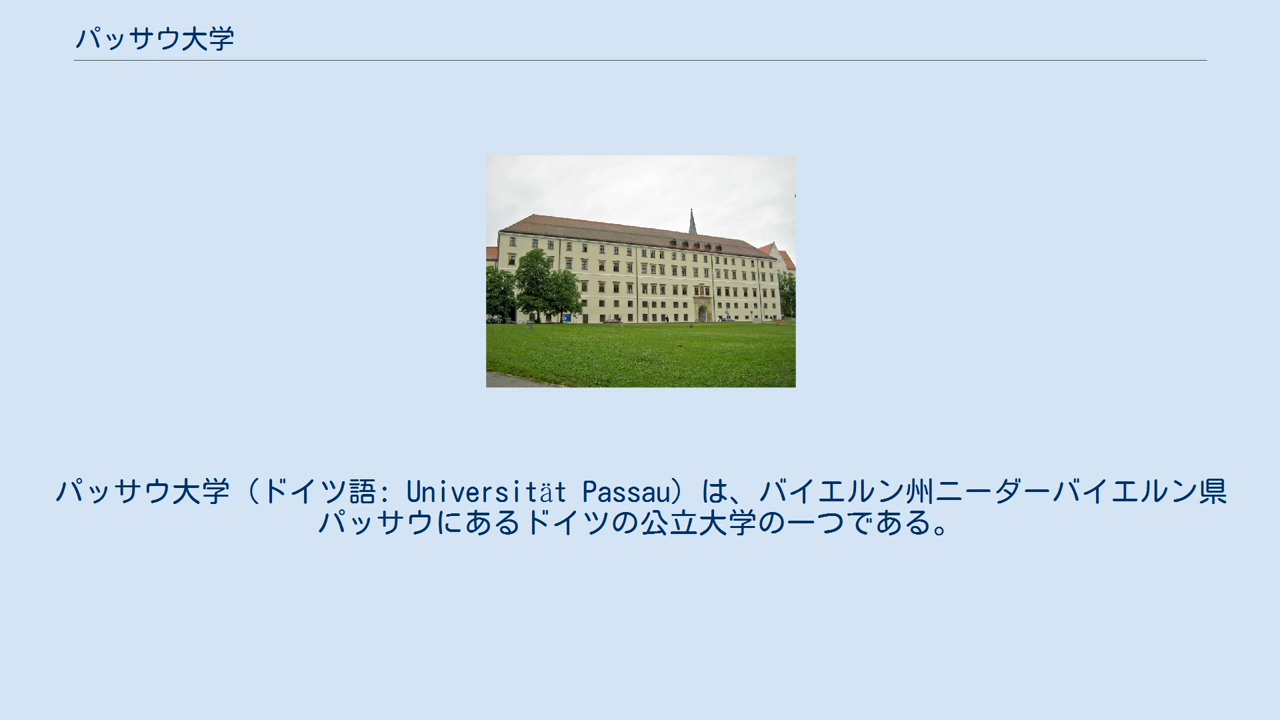 パッサウ大学
パッサウ大学（ドイツ語: Universität Passau）は、バイエルン州ニーダーバイエルン県
パッサウにあるドイツの公立大学の一つである。